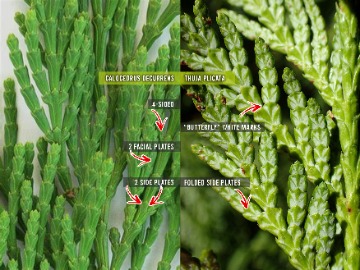 CALOCEDRUS DECURRENS
THUJA PLICATA
4-SIDED
"BUTTERFLY" WHITE MARKS
2 FACIAL PLATES
2 SIDE PLATES
FOLDED SIDE PLATES